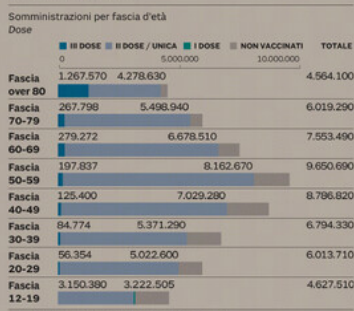 Somministrazioni per fascia d'età
Dose
III DOSE II DOSE / UNICA I DOSE NON VACCINATI TOTALE
0 5.000.000 10.000.000
Fascia 1.267.570 4.278.630 4.564.100
over 80
Fascia 267.798 5.498.940 6.019.290
70-79
Fascia 279.272 6.678.510 7.553.490
60-69
Fascia 197.837 8.162.670 9.650.690
50-59
Fascia 125.400 7.029.280 8.786.820
40-49
Fascia 84.774 5.371.290 6.794.330
30-39
Fascia 56.354 5.022.600 6.013.710
20-29
Fascia 3.150.380 3.222.505 4.627.510
12-19